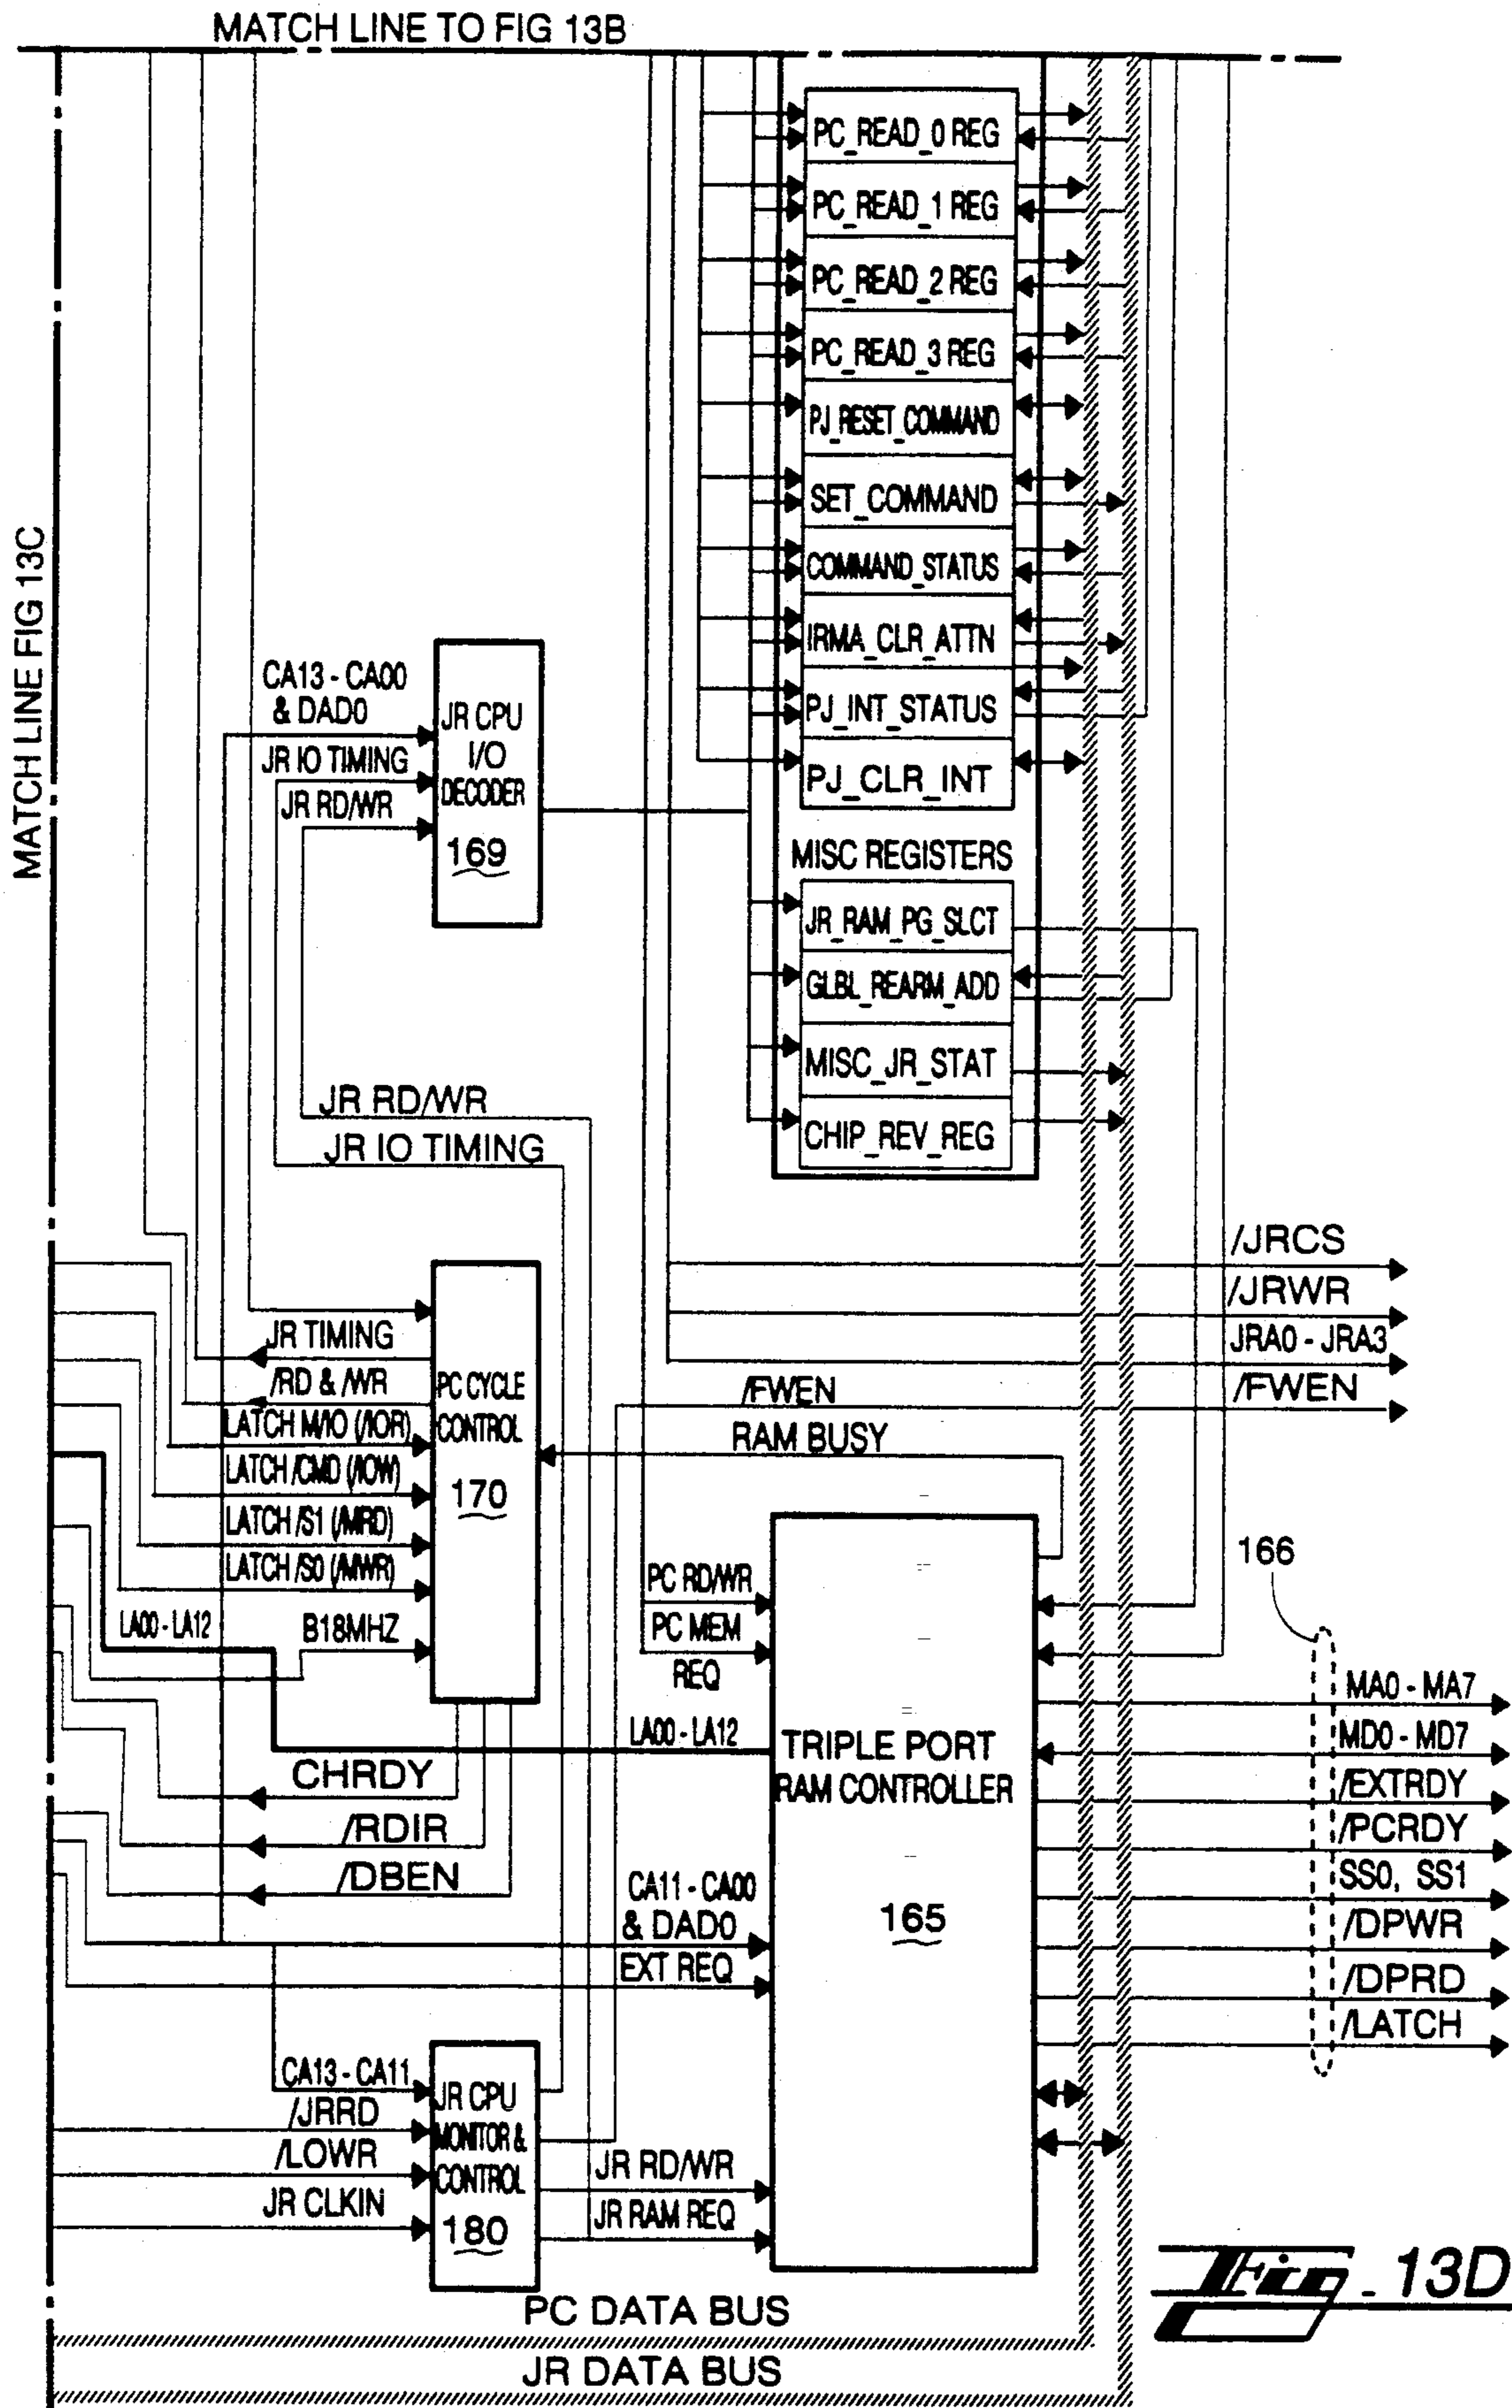 MATCH LINE TO FIG 13B
MATCH LINE FIG 13C
PC_READ_0 REG
PC_READ_1 REG
PC_READ_2 REG
PC_READ_3 REG
PJ_RESET_COMMAND
SET_COMMAND
COMMAND_STATUS
IRMA_CLR_ATTN
PJ_INT_STATUS
PJ_CLR_INT
MISC REGISTERS
JR_RAM_PG_SLCT
GLBL_REARM_ADD
MISC_JR_STAT
CHIP_REV_REG
CA13 - CA00
& DAD0
JR IO TIMING
JR RD/WR
JR CPU
I/O
DECODER
169
JR RD/WR
JR IO TIMING
/JRCS
/JRWR
JRA0 - JRA3
/FWEN
/FWEN
RAM BUSY
JR TIMING
/RD & /WR
LATCH M/IO (/IOR)
LATCH /CMD (/IOW)
LATCH /S1 (/MRD)
LATCH /S0 (/MWR)
LA00 - LA12
B18MHZ
PC CYCLE
CONTROL
170
CHRDY
/RDIR
/DBEN
PC RD/WR
PC MEM
REQ
LA00 - LA12
CA11 - CA00
& DAD0
EXT REQ
TRIPLE PORT
RAM CONTROLLER
165
166
MA0 - MA7
MD0 - MD7
/EXTRDY
/PCRDY
SS0, SS1
/DPWR
/DPRD
/LATCH
CA13 - CA11
/JRRD
/LOWR
JR CLKIN
JR CPU
MONITOR &
CONTROL
180
JR RD/WR
JR RAM REQ
PC DATA BUS
JR DATA BUS
Fig_13D